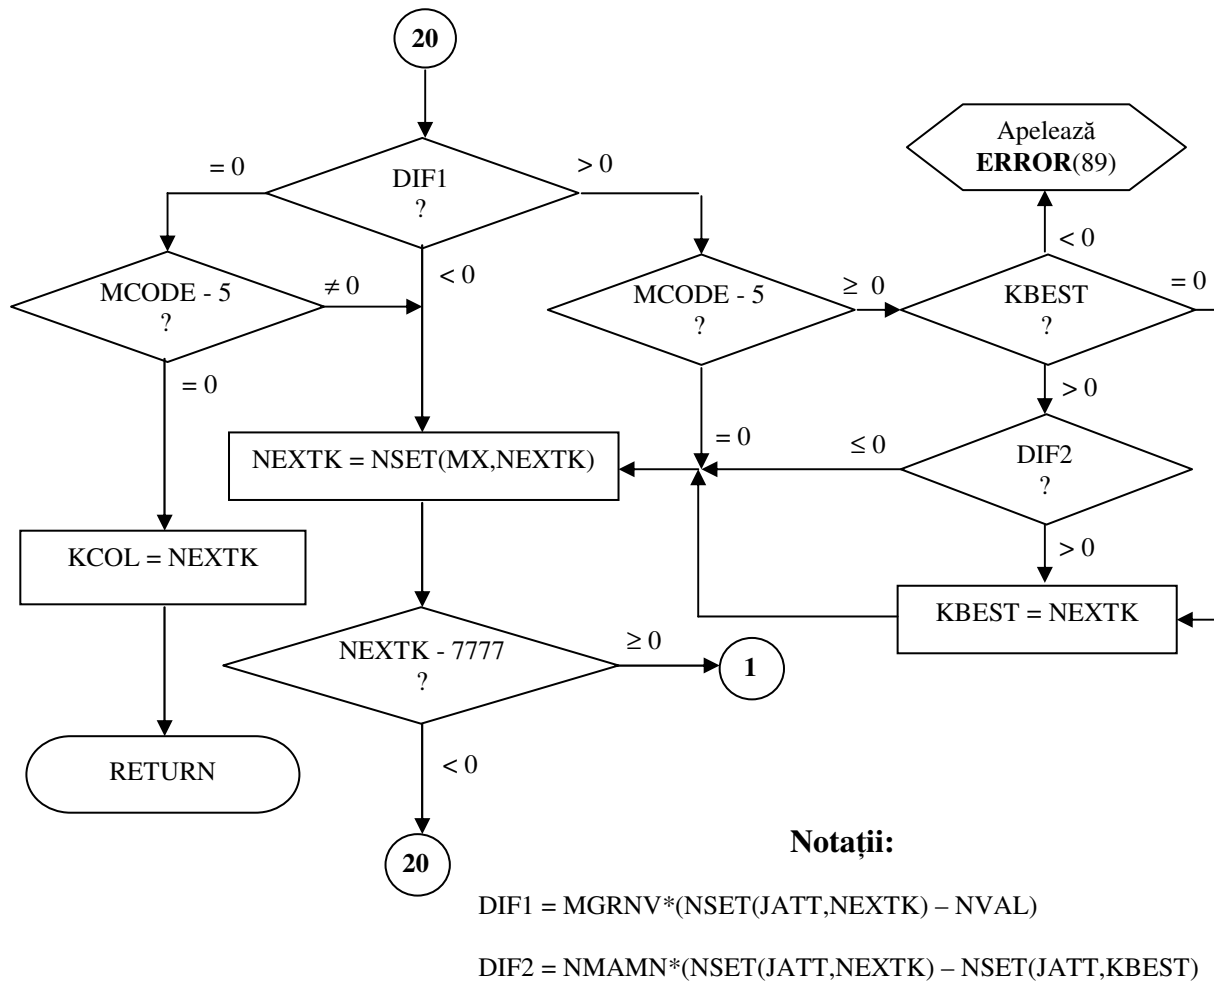 20
Apelează
ERROR(89)
= 0
> 0
DIF1
?
< 0
< 0
MCODE - 5
?
≠ 0
MCODE - 5
?
≥ 0
KBEST
?
= 0
= 0
> 0
NEXTK = NSET(MX,NEXTK)
= 0
≤ 0
DIF2
?
KCOL = NEXTK
> 0
KBEST = NEXTK
NEXTK - 7777
?
≥ 0
1
RETURN
< 0
20
Notații:
DIF1 = MGRNV*(NSET(JATT,NEXTK) – NVAL)
DIF2 = NMAMN*(NSET(JATT,NEXTK) – NSET(JATT,KBEST)